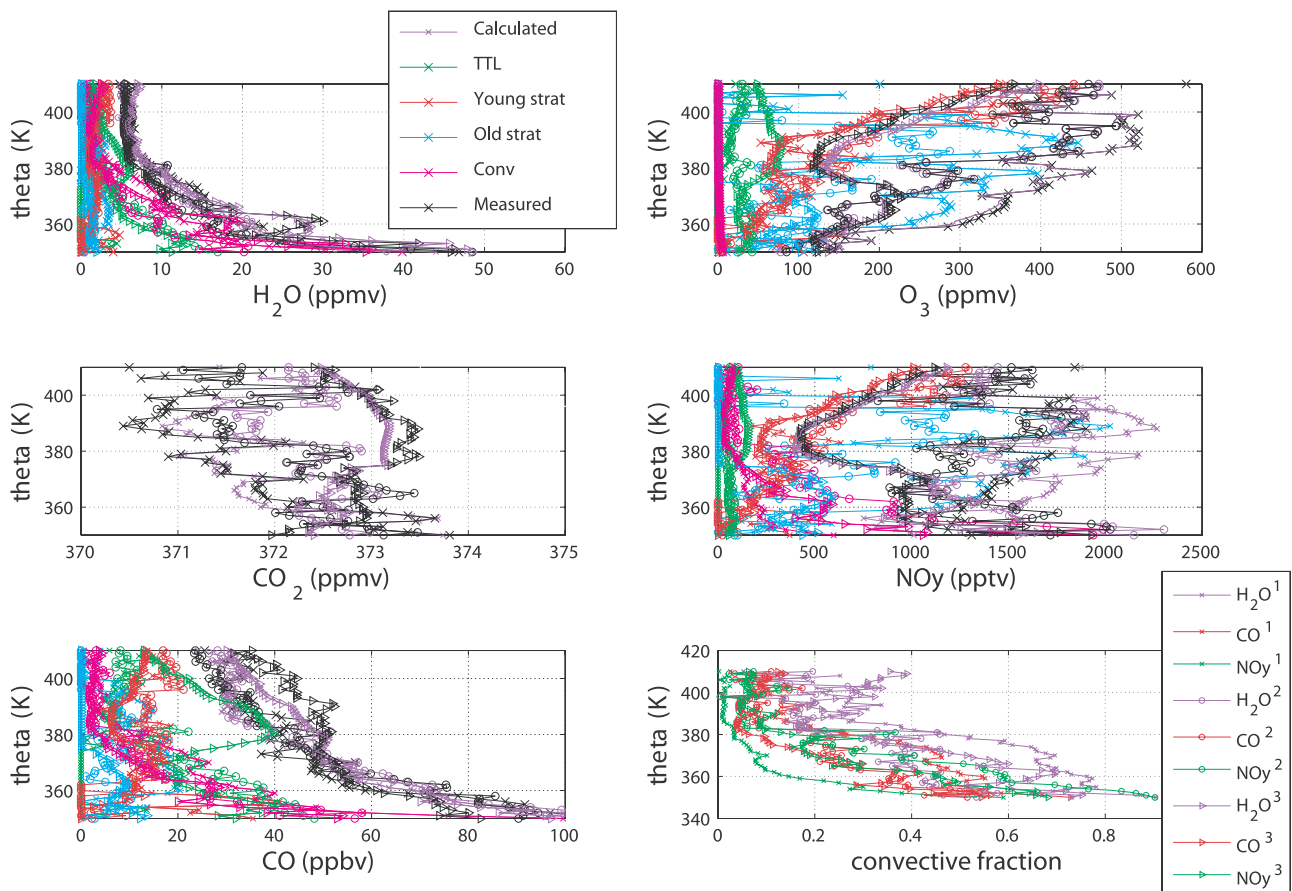 Calculated
TTL
Young strat
Old strat
Conv
Measured
theta (K)
400
380
360
0 10 20 30 40 50 60
H₂O (ppmv)
theta (K)
400
380
360
0 100 200 300 400 500 600
O₃ (ppmv)
theta (K)
400
380
360
370 371 372 373 374 375
CO₂ (ppmv)
theta (K)
400
380
360
0 500 1000 1500 2000 2500
NOy (pptv)
theta (K)
400
380
360
0 20 40 60 80 100
CO (ppbv)
theta (K)
420
400
380
360
340
0 0.2 0.4 0.6 0.8
convective fraction
H₂O¹
CO¹
NOy¹
H₂O²
CO²
NOy²
H₂O³
CO³
NOy³